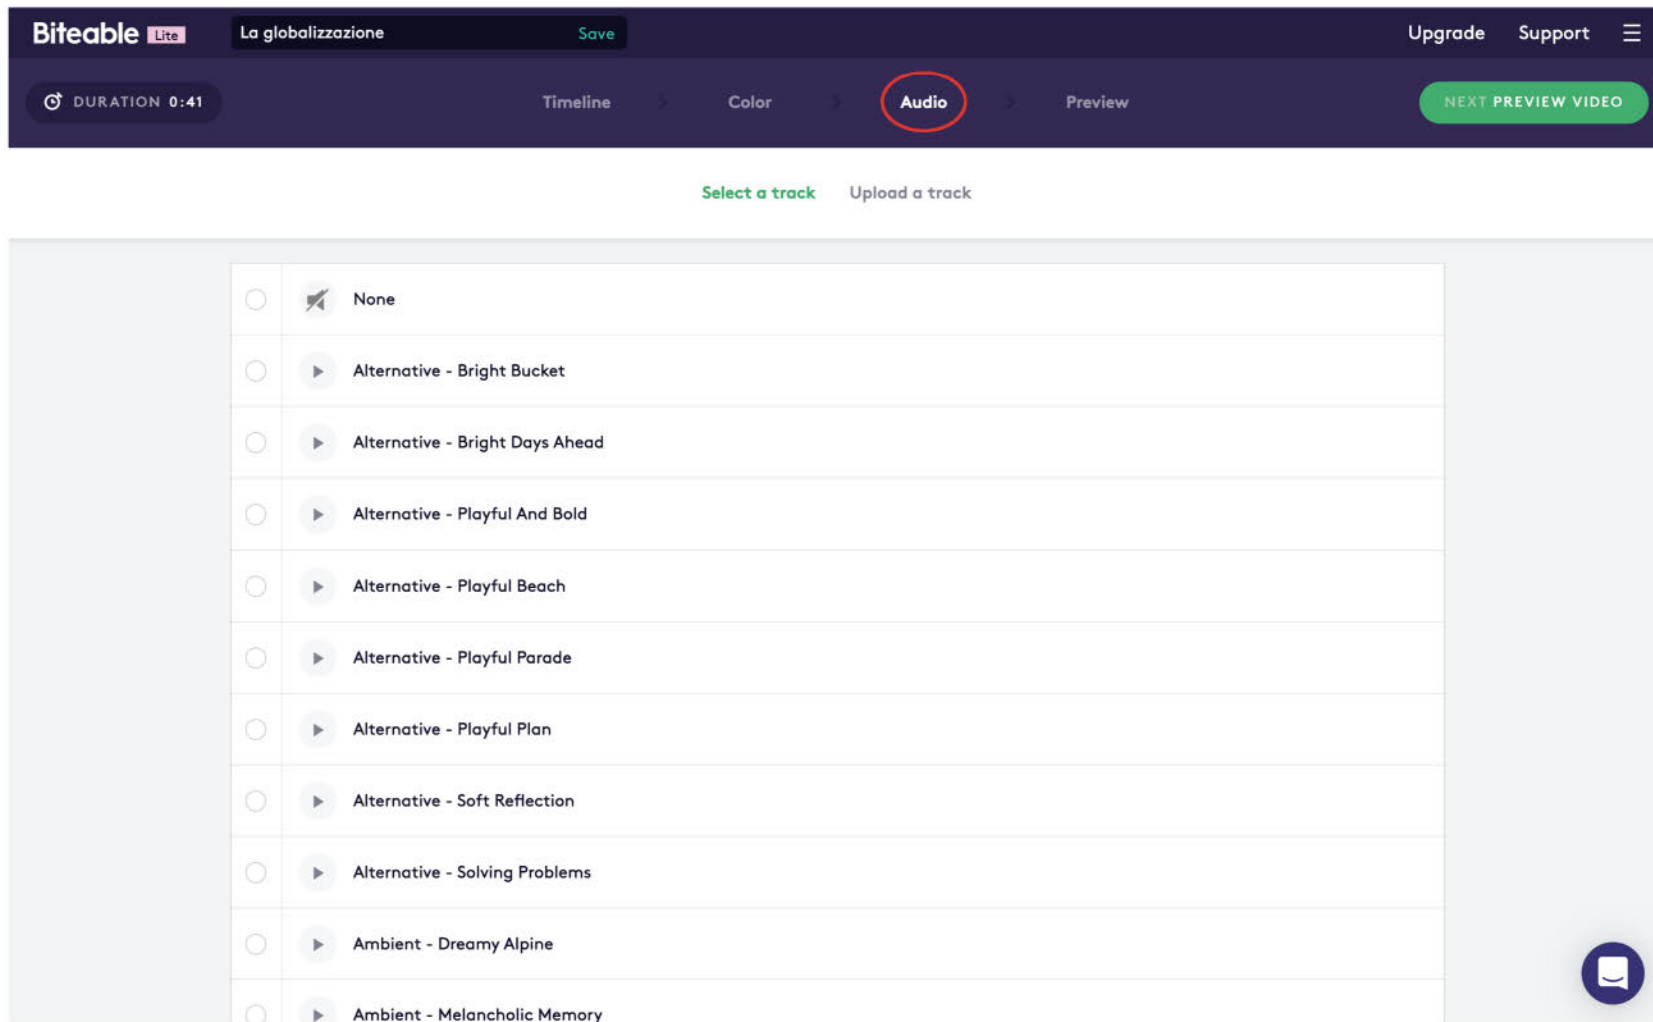 Biteable Lite La globalizzazione Save Upgrade Support
DURATION 0:41 Timeline Color Audio Preview NEXT PREVIEW VIDEO
Select a track Upload a track
None
Alternative - Bright Bucket
Alternative - Bright Days Ahead
Alternative - Playful And Bold
Alternative - Playful Beach
Alternative - Playful Parade
Alternative - Playful Plan
Alternative - Soft Reflection
Alternative - Solving Problems
Ambient - Dreamy Alpine
Ambient - Melancholic Memory